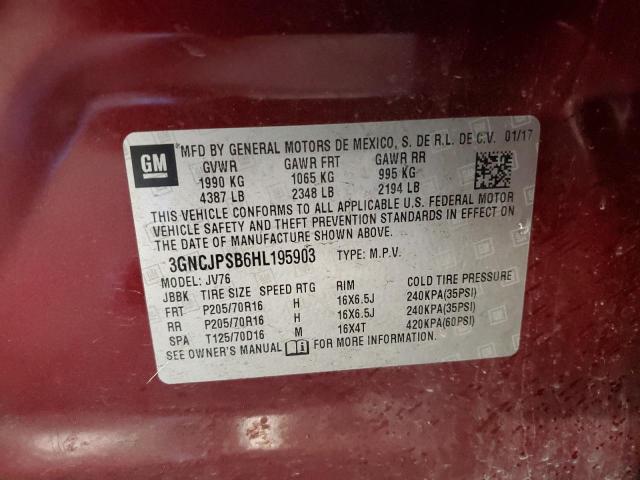 GM
MFD BY GENERAL MOTORS DE MEXICO, S. DE R.L. DE C.V. 01/17
GVWR GAWR FRT GAWR RR
1990 KG 1065 KG 995 KG
4387 LB 2348 LB 2194 LB
THIS VEHICLE CONFORMS TO ALL APPLICABLE U.S. FEDERAL MOTOR
VEHICLE SAFETY AND THEFT PREVENTION STANDARDS IN EFFECT ON
THE DATE OF MANUFACTURE SHOWN ABOVE.
3GNCJPSB6HL195903 TYPE: M.P.V.
MODEL: JV76
JBBK TIRE SIZE SPEED RTG RIM COLD TIRE PRESSURE
FRT P205/70R16 H 16X6.5J 240KPA(35PSI)
RR P205/70R16 H 16X6.5J 240KPA(35PSI)
SPA T125/70D16 M 16X4T 420KPA(60PSI)
SEE OWNER'S MANUAL FOR MORE INFORMATION.